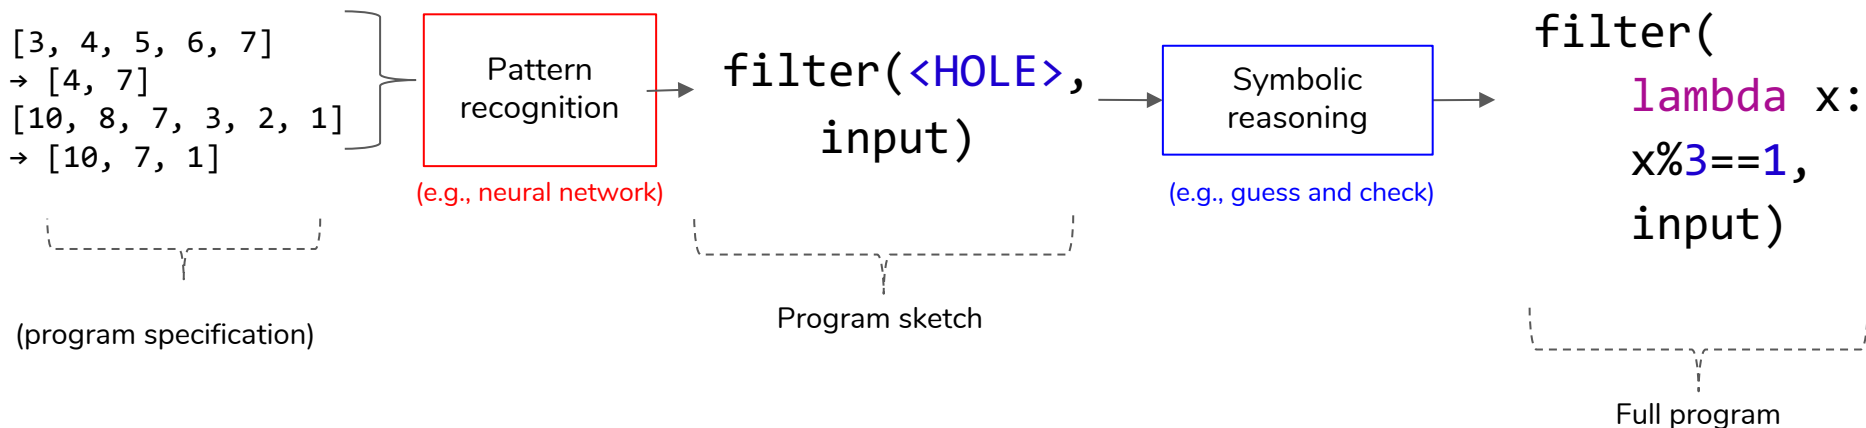 [3, 4, 5, 6, 7]
→ [4, 7]
[10, 8, 7, 3, 2, 1]
→ [10, 7, 1]
(program specification)
Pattern
recognition
(e.g., neural network)
filter(<HOLE>,
input)
Program sketch
Symbolic
reasoning
(e.g., guess and check)
filter(
lambda x:
x%3==1,
input)
Full program